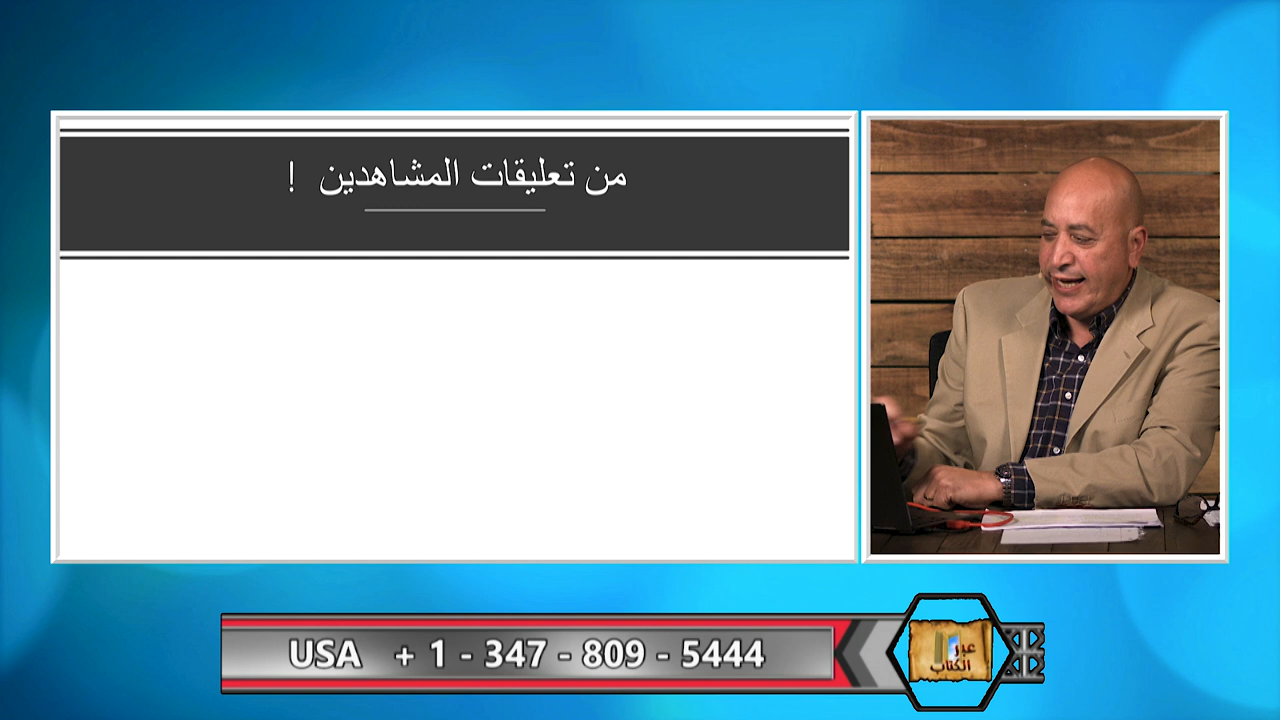 من تعليقات المشاهدين !
USA + 1 - 347 - 809 - 5444
عبر
الكتاب